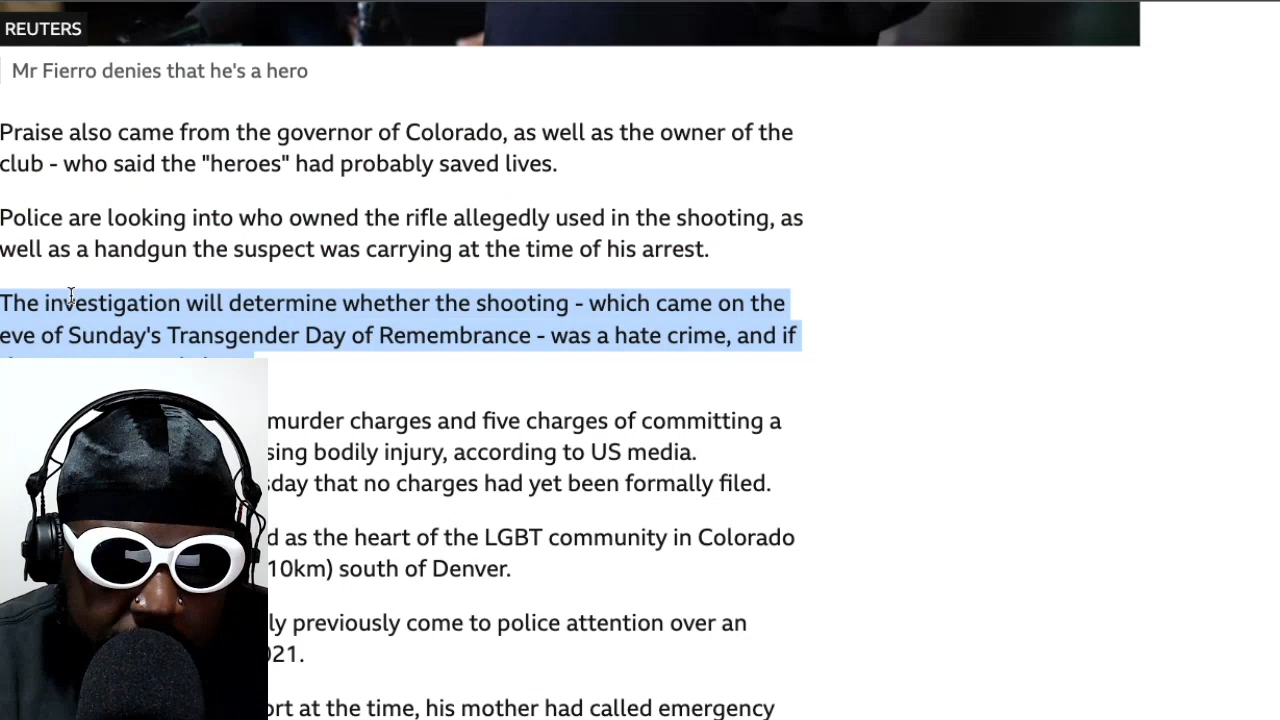 REUTERS
Mr Fierro denies that he's a hero
Praise also came from the governor of Colorado, as well as the owner of the
club - who said the "heroes" had probably saved lives.
Police are looking into who owned the rifle allegedly used in the shooting, as
well as a handgun the suspect was carrying at the time of his arrest.
The investigation will determine whether the shooting - which came on the
eve of Sunday's Transgender Day of Remembrance - was a hate crime, and if
murder charges and five charges of committing a
sing bodily injury, according to US media.
sday that no charges had yet been formally filed.
d as the heart of the LGBT community in Colorado
10km) south of Denver.
ly previously come to police attention over an
021.
ort at the time, his mother had called emergency